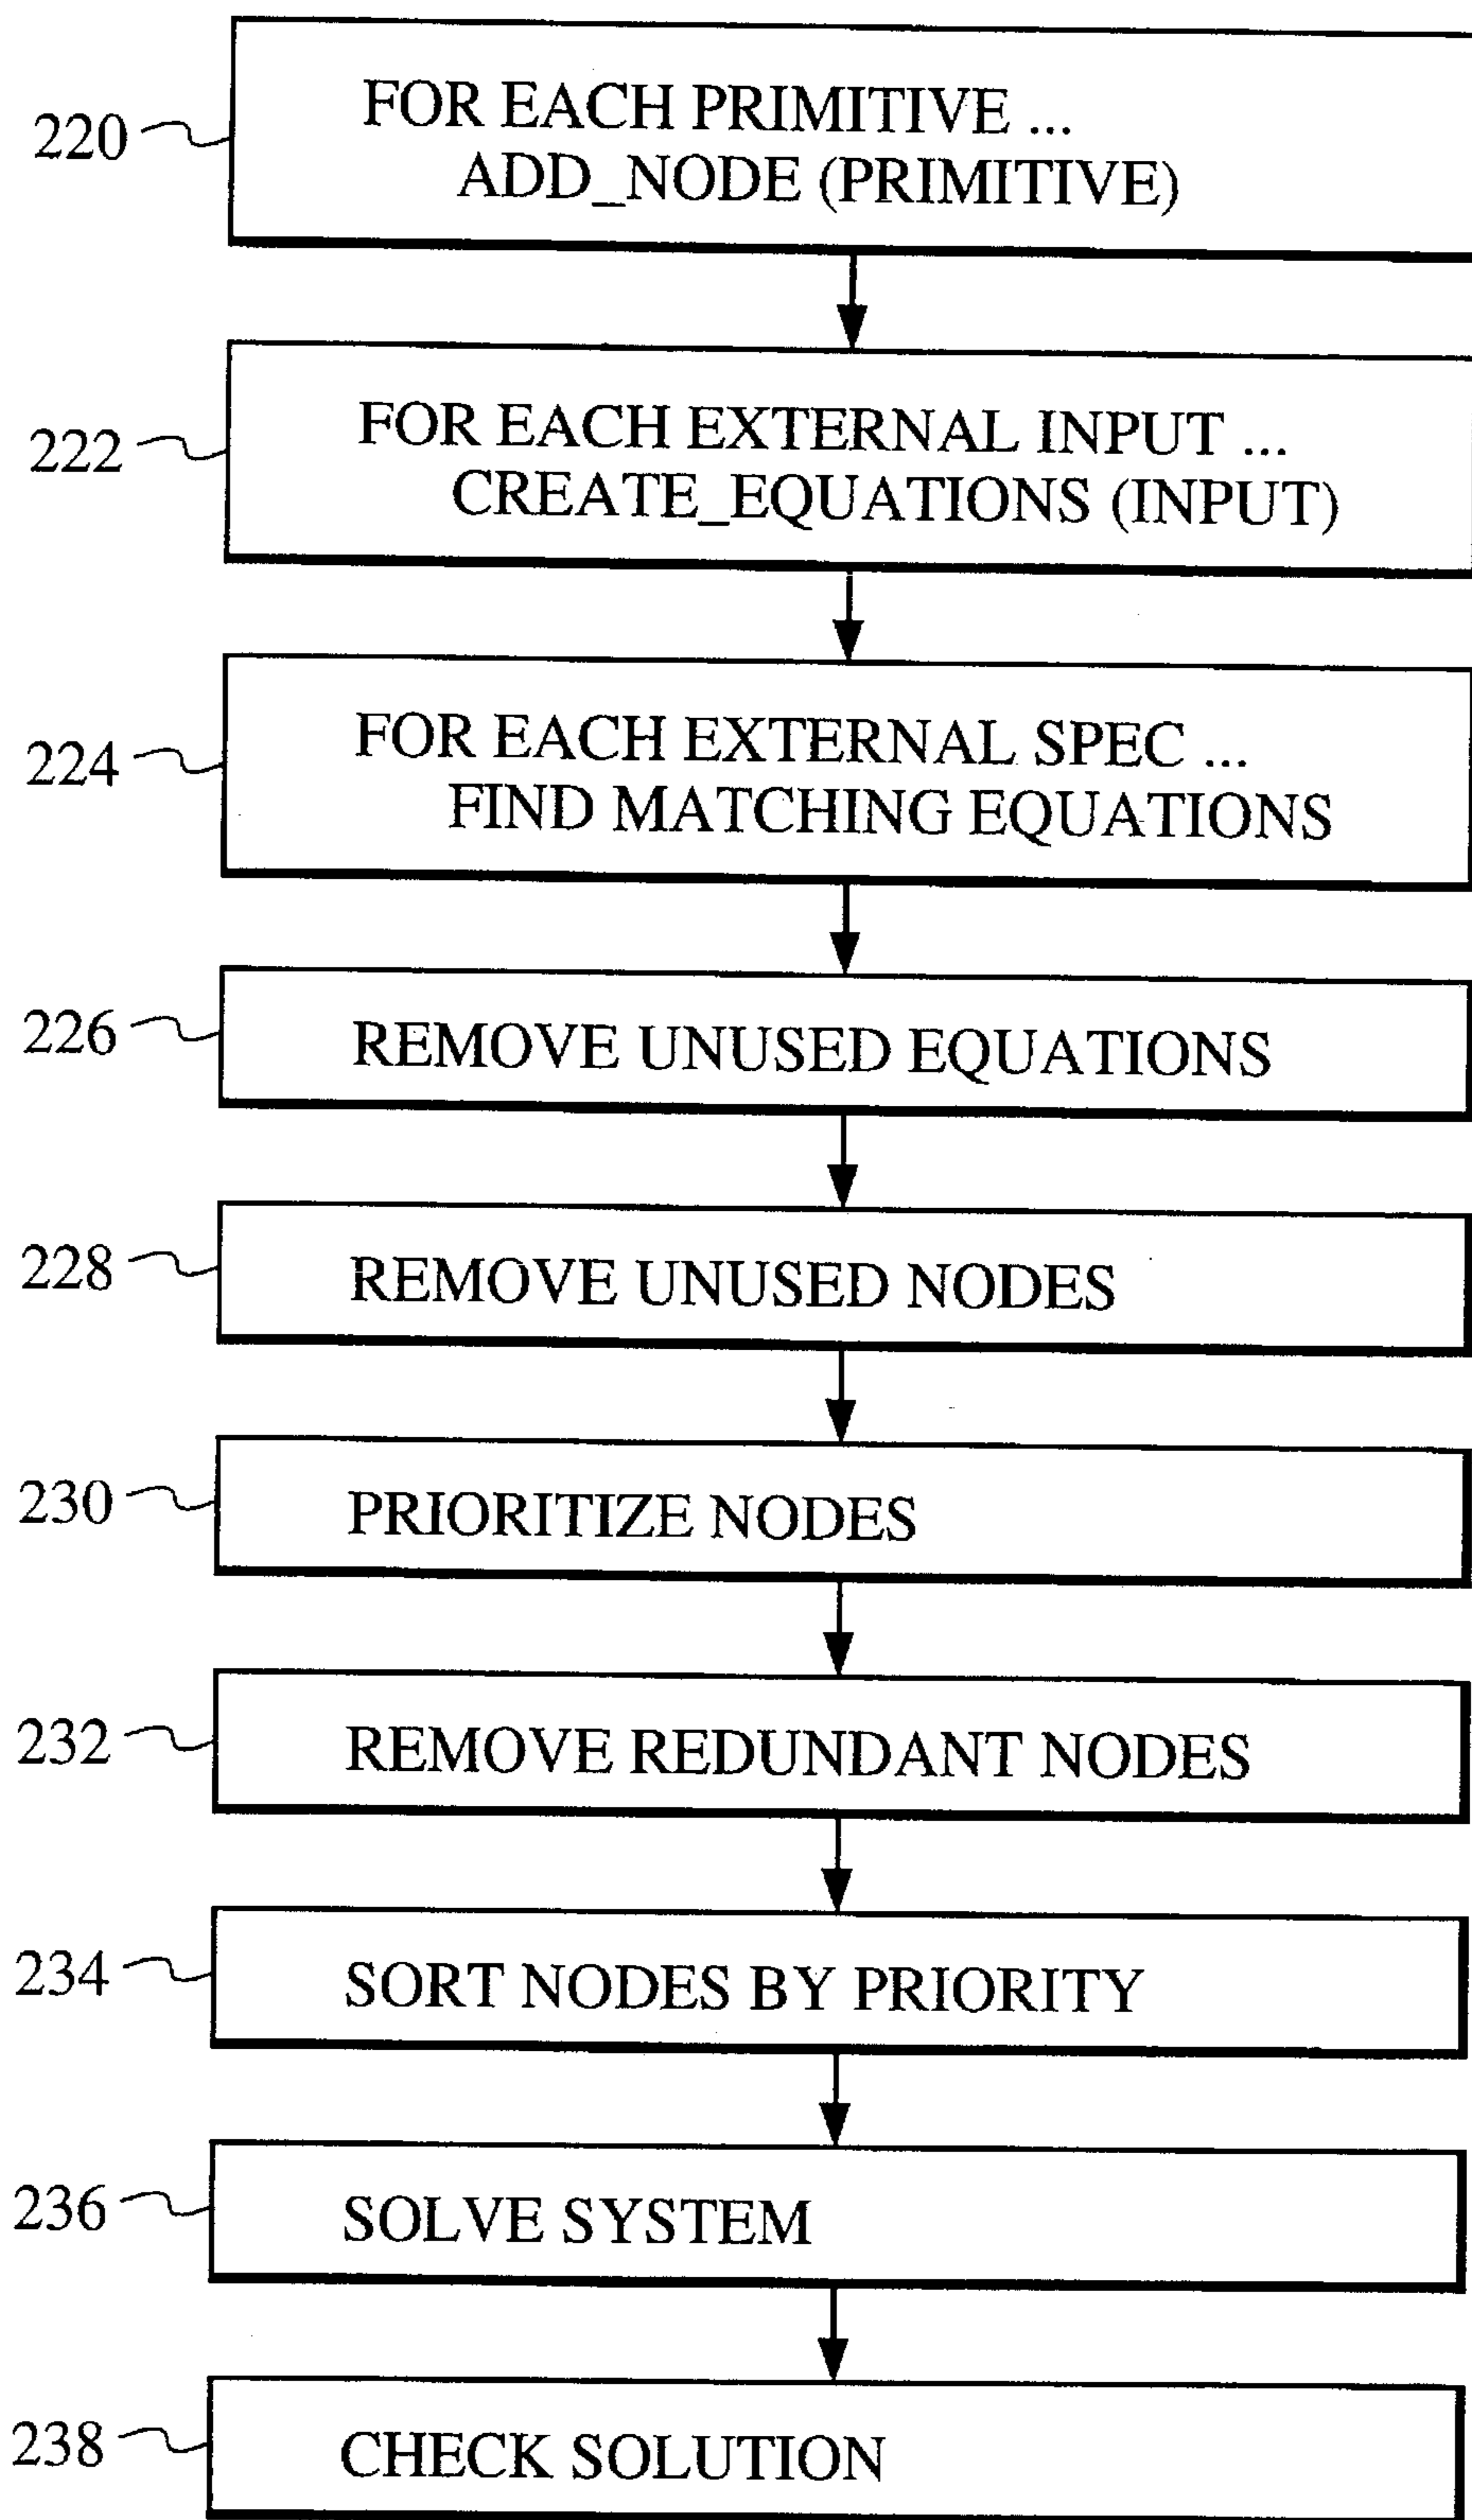 220
FOR EACH PRIMITIVE ...
ADD_NODE (PRIMITIVE)
222
FOR EACH EXTERNAL INPUT ...
CREATE_EQUATIONS (INPUT)
224
FOR EACH EXTERNAL SPEC ...
FIND MATCHING EQUATIONS
226
REMOVE UNUSED EQUATIONS
228
REMOVE UNUSED NODES
230
PRIORITIZE NODES
232
REMOVE REDUNDANT NODES
234
SORT NODES BY PRIORITY
236
SOLVE SYSTEM
238
CHECK SOLUTION